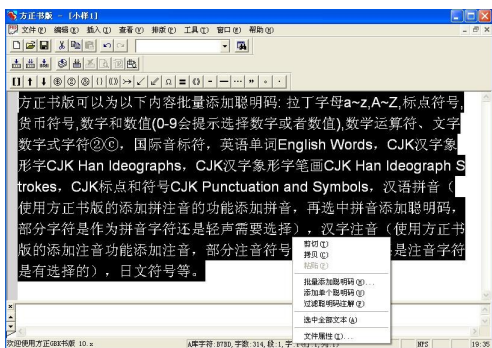 方正书版 - [小样1]
文件(F) 编辑(E) 插入(I) 查看(V) 排版(C) 工具(T) 窗口(W) 帮助(H)
方正书版可以为以下内容批量添加聪明码: 拉丁字母a~z,A~Z,标点符号,
货币符号,数字和数值(0-9会提示选择数字或者数值),数学运算符、文字
数字式字符②ⓒ，国际音标符，英语单词English Words，CJK汉字象
形字CJK Han Ideographs，CJK汉字象形字笔画CJK Han Ideograph S
trokes，CJK标点和符号CJK Punctuation and Symbols，汉语拼音（
使用方正书版的添加拼注音的功能添加拼音，再选中拼音添加聪明码，
部分字符是作为拼音字符还是轻声需要选择），汉字注音（使用方正书
版的添加注音功能添加注音，部分注音符号
是注音字符
是有选择的），日文符号等。
剪切(T)
拷贝(C)
粘贴(P)
批量添加聪明码(M)...
添加单个聪明码(G)
过滤聪明码注解(F)
选中全部文本(A)
文件属性(I)...
欢迎使用方正GBK书版 10.x
A库字符:B7BD,字数:314,段:1,字
MFS
19:35